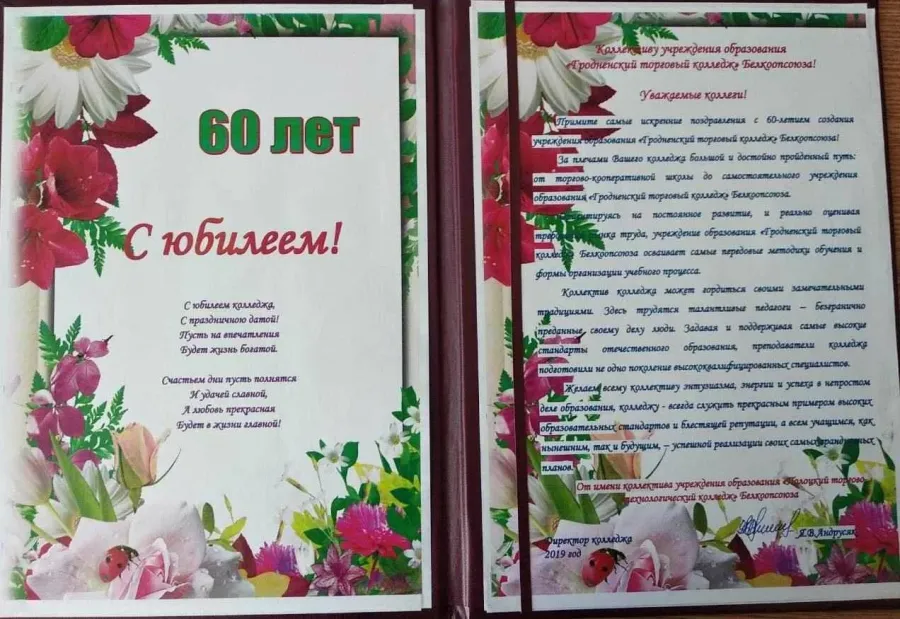 60 лет
С юбилеем!
С юбилеем колледжа,
С праздничною датой!
Пусть на впечатления
Будет жизнь богатой.
Счастьем дни пусть полнятся
И удачей славной,
А любовь прекрасная
Будет в жизни главной!
Коллективу учреждения образования
«Гродненский торговый колледж» Белкоопсоюза!
Уважаемые коллеги!
Примите самые искренние поздравления с 60-летием создания
учреждения образования «Гродненский торговый колледж» Белкоопсоюза!
За плечами Вашего колледжа большой и достойно пройденный путь:
от торгово-кооперативной школы до самостоятельного учреждения
образования «Гродненский торговый колледж» Белкоопсоюза.
на постоянное развитие, и реально оценивая
рынка труда, учреждение образования «Гродненский торговый
колледж» Белкоопсоюза осваивает самые передовые методики обучения и
формы организации учебного процесса.
Коллектив колледжа может гордиться своими замечательными
традициями. Здесь трудятся талантливые педагоги – безгранично
преданные своему делу люди. Задавая и поддерживая самые высокие
стандарты отечественного образования, преподаватели колледжа
подготовили не одно поколение высококвалифицированных специалистов.
Желаем всему коллективу энтузиазма, энергии и успеха в непростом
деле образования, колледжу - всегда служить прекрасным примером высоких
образовательных стандартов и блестящей репутации, а всем учащимся, как
нынешним, так и будущим, – успешной реализации своих самых грандиозных
планов.
От имени коллектива учреждения образования «Полоцкий торгово-
технологический колледж» Белкоопсоюза
Директор колледжа Л.В.Андрусяк
2019 год